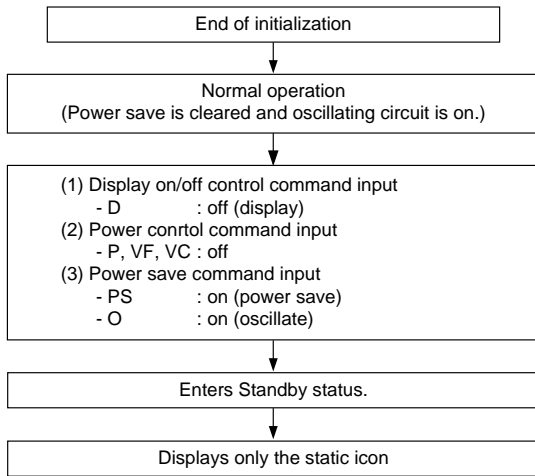 End of initialization
Normal operation
(Power save is cleared and oscillating circuit is on.)
(1) Display on/off control command input
- D : off (display)
(2) Power conrtol command input
- P, VF, VC : off
(3) Power save command input
- PS : on (power save)
- O : on (oscillate)
Enters Standby status.
Displays only the static icon